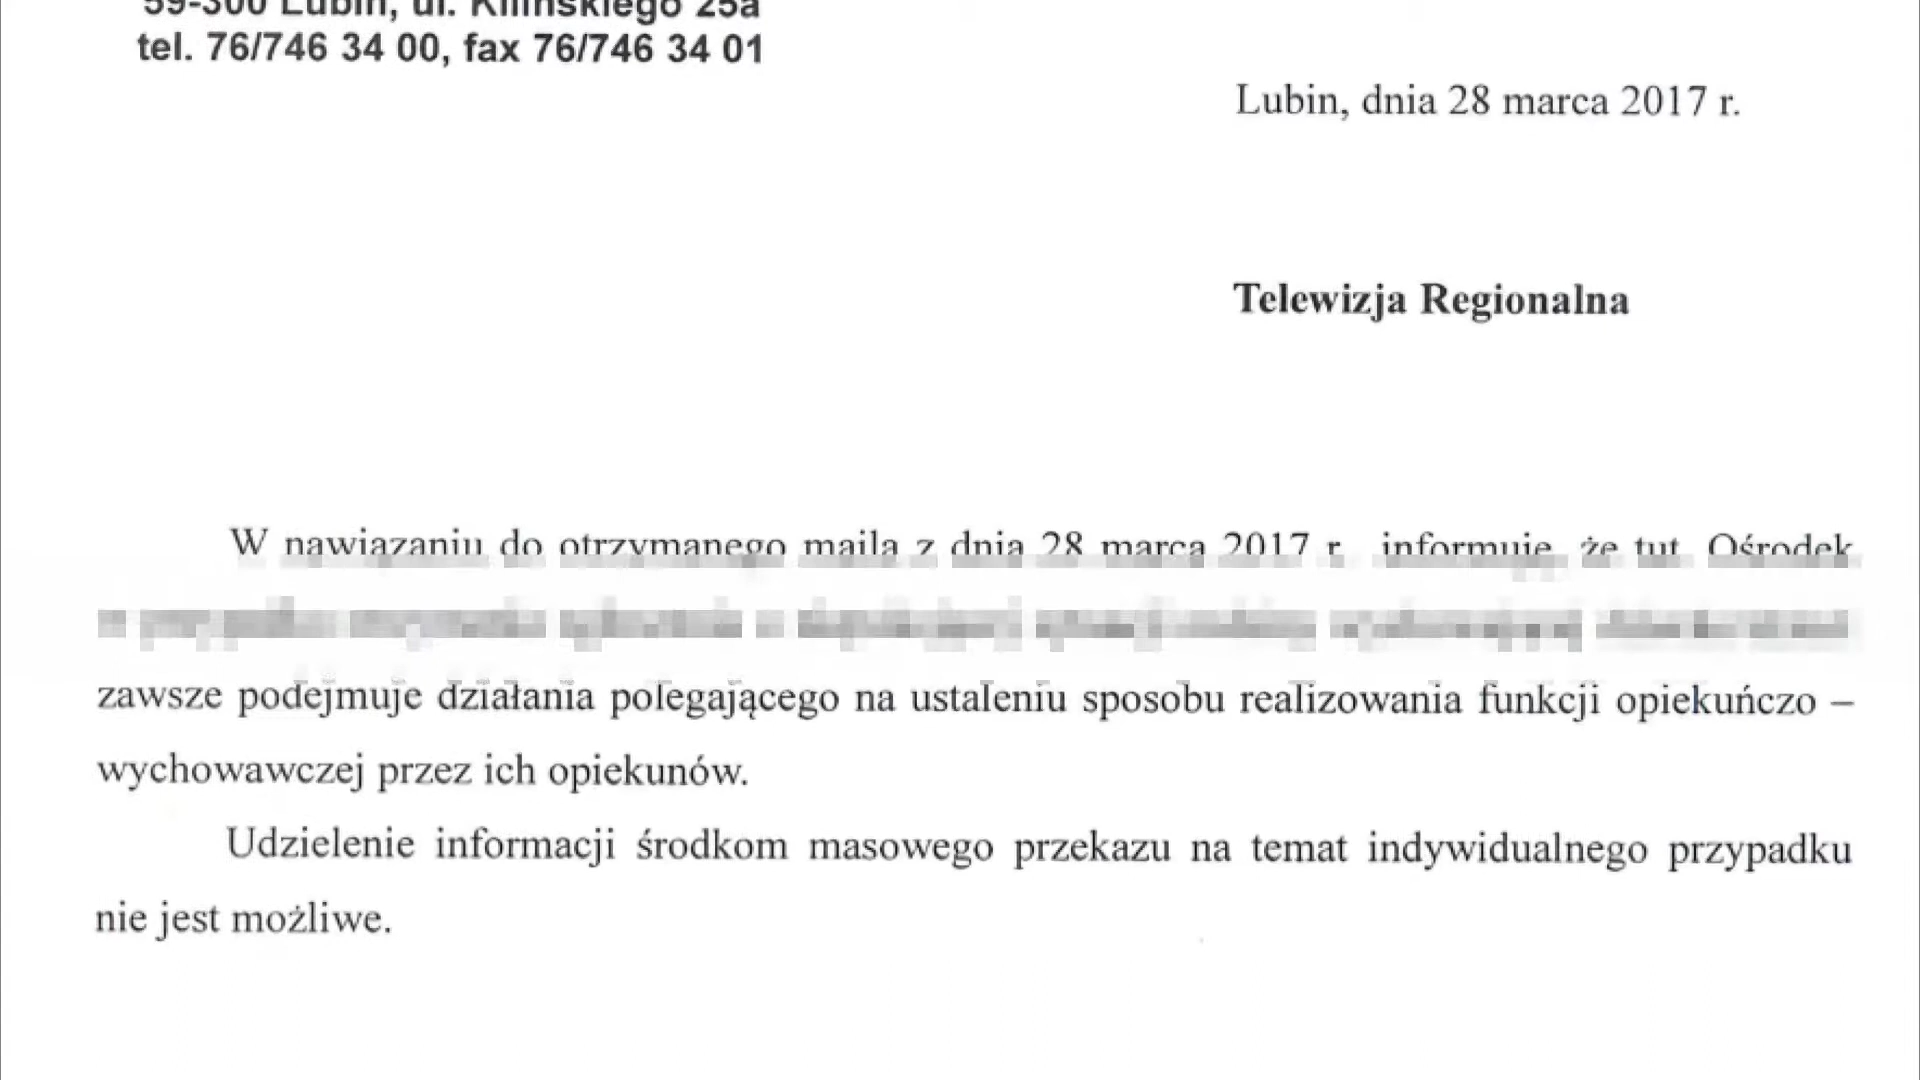 59-300 Lubin, ul. Kilińskiego 25a
tel. 76/746 34 00, fax 76/746 34 01
Lubin, dnia 28 marca 2017 r.
Telewizja Regionalna
W nawiązaniu do otrzymanego maila z dnia 28 marca 2017 r. informuję, że tut. Ośrodek
zawsze podejmuje działania polegającego na ustaleniu sposobu realizowania funkcji opiekuńczo –
wychowawczej przez ich opiekunów.
Udzielenie informacji środkom masowego przekazu na temat indywidualnego przypadku
nie jest możliwe.